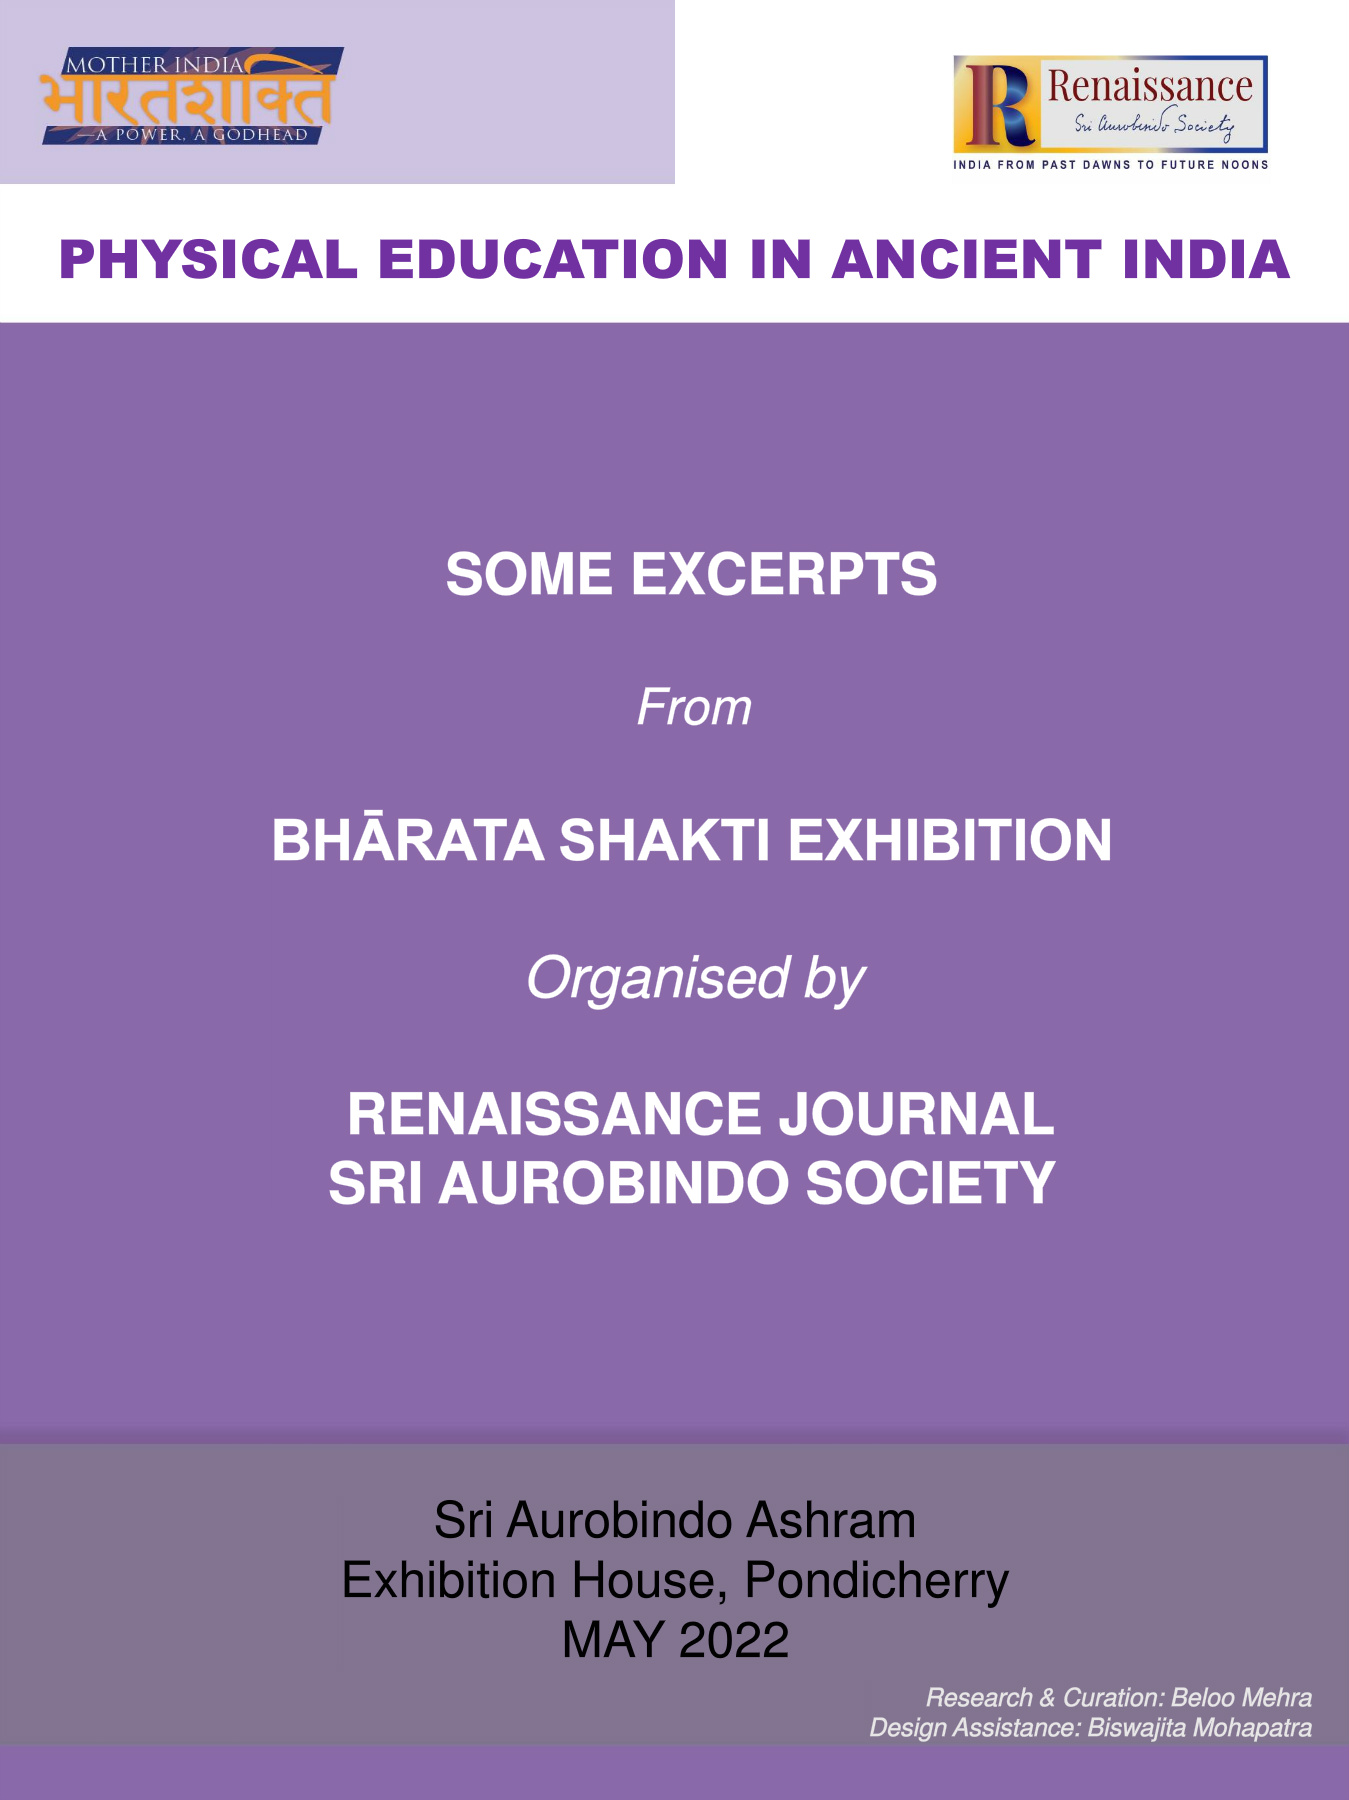 MOTHER INDIA
भारतशक्ति
—A POWER, A GODHEAD
R Renaissance
Sri Aurobindo Society
INDIA FROM PAST DAWNS TO FUTURE NOONS
PHYSICAL EDUCATION IN ANCIENT INDIA
SOME EXCERPTS
From
BHĀRATA SHAKTI EXHIBITION
Organised by
RENAISSANCE JOURNAL
SRI AUROBINDO SOCIETY
Sri Aurobindo Ashram
Exhibition House, Pondicherry
MAY 2022
Research & Curation: Beloo Mehra
Design Assistance: Biswajita Mohapatra